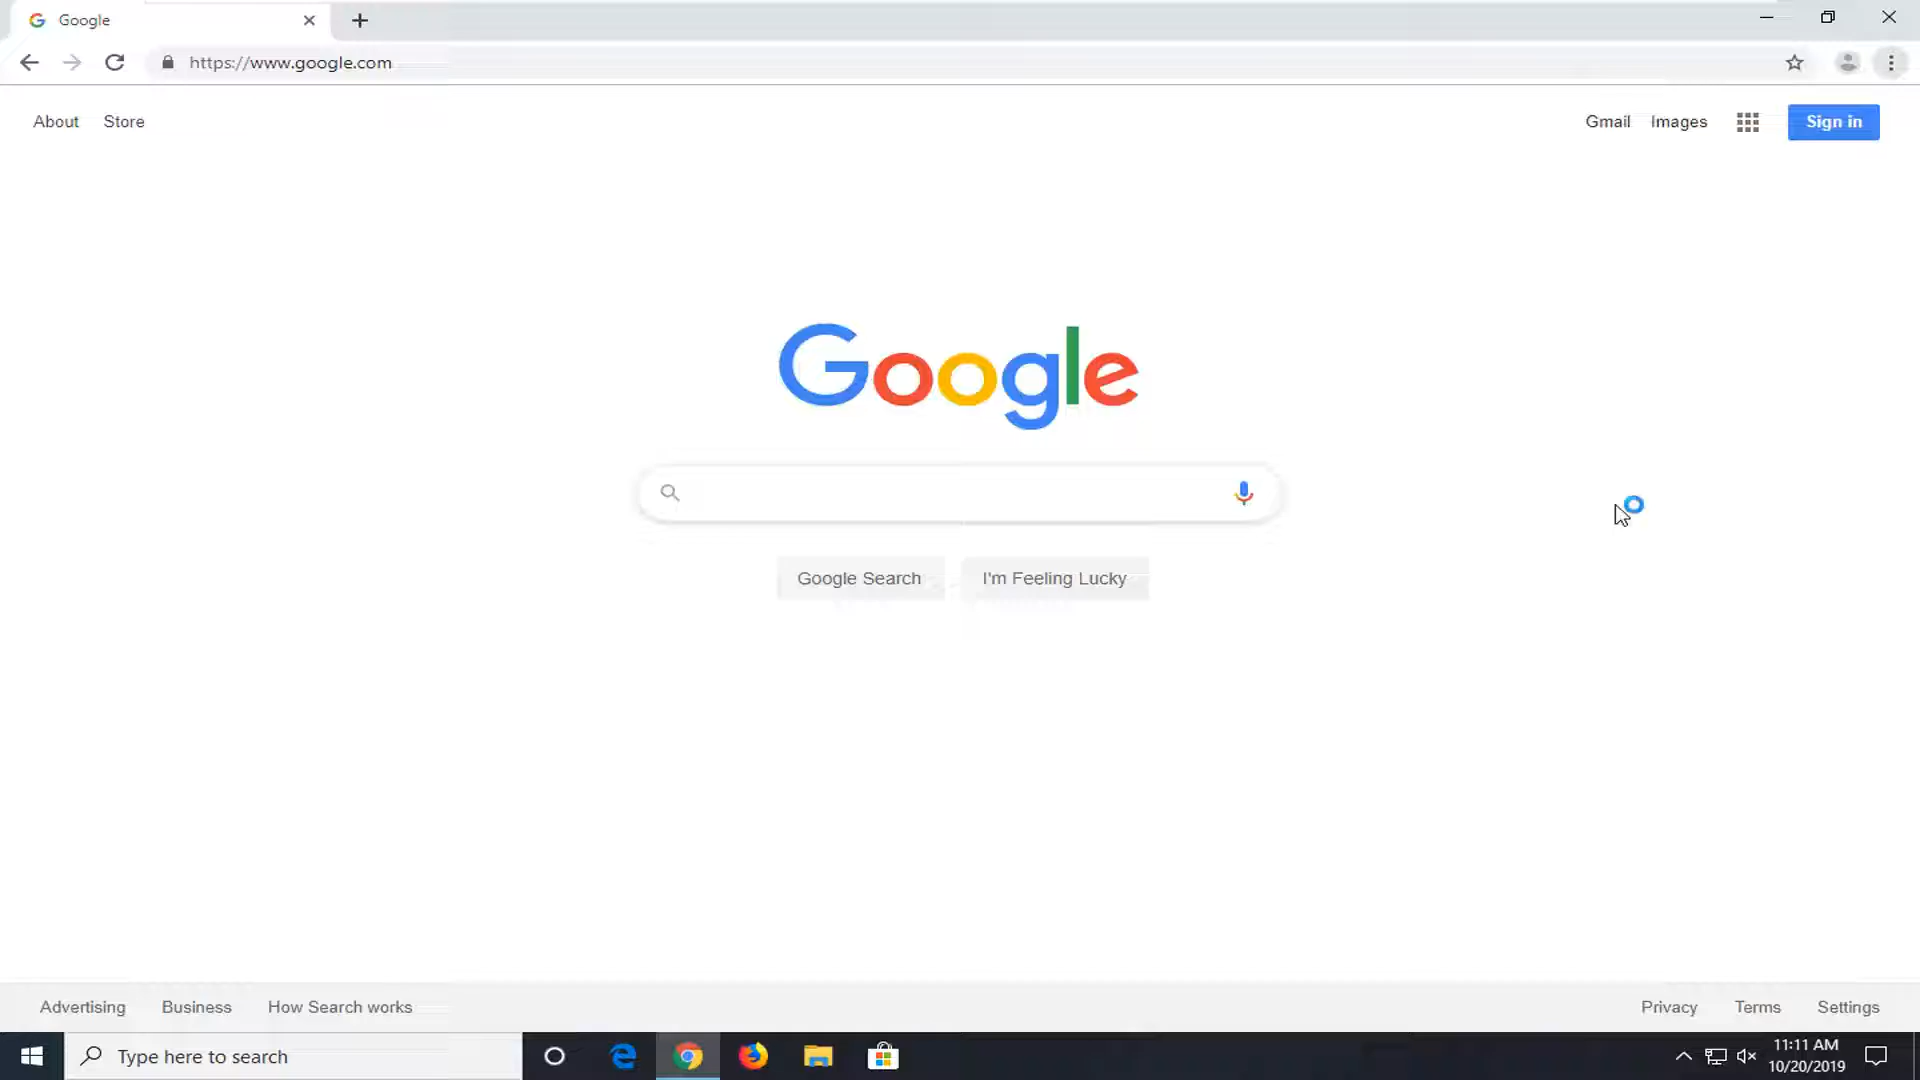 Google
https://www.google.com
About Store
Gmail Images Sign in
Google
Google Search I'm Feeling Lucky
Advertising Business How Search works
Privacy Terms Settings
Type here to search
11:11 AM
10/20/2019